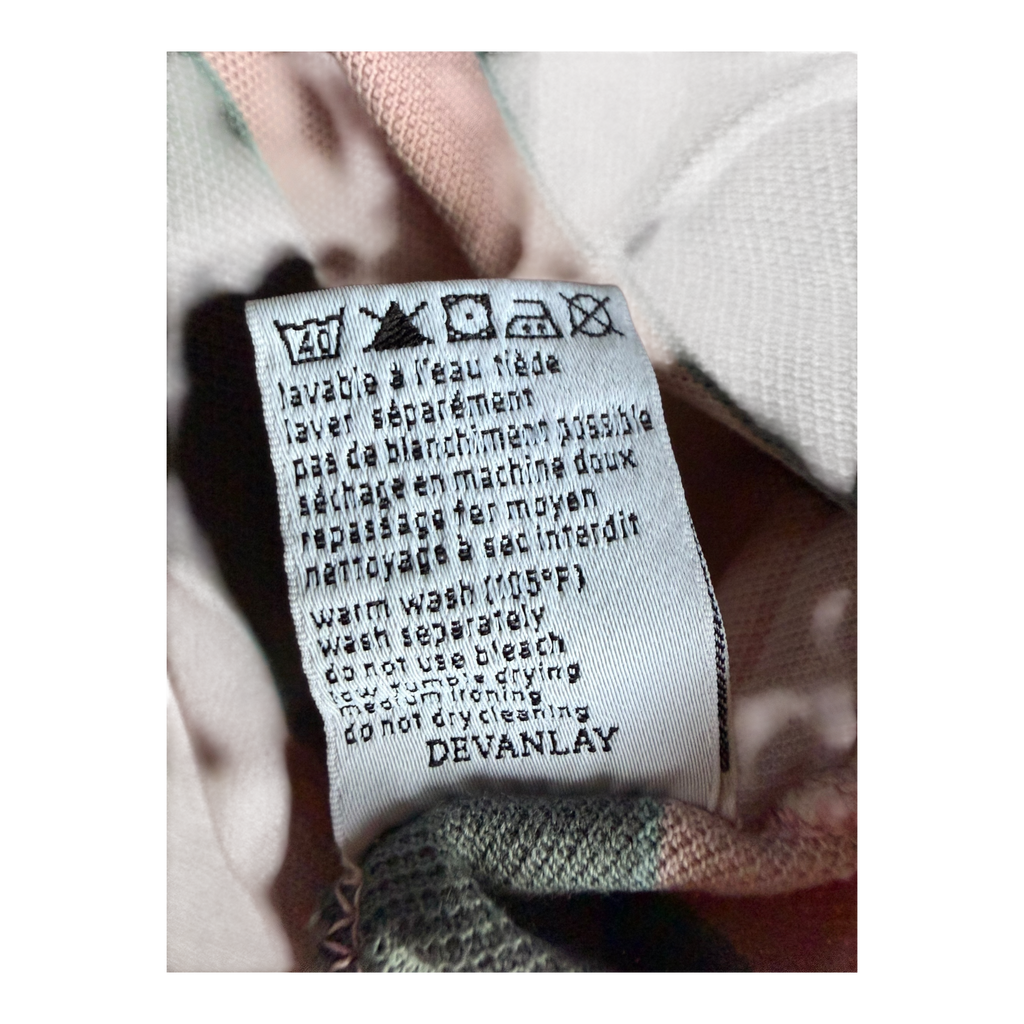 40
lavable à l'eau tiède
laver séparément
pas de blanchiment possible
séchage en machine doux
repassage fer moyen
nettoyage à sec interdit
warm wash (105°F)
wash separately
do not use bleach
low tumble drying
medium ironing
do not dry cleaning
DEVANLAY